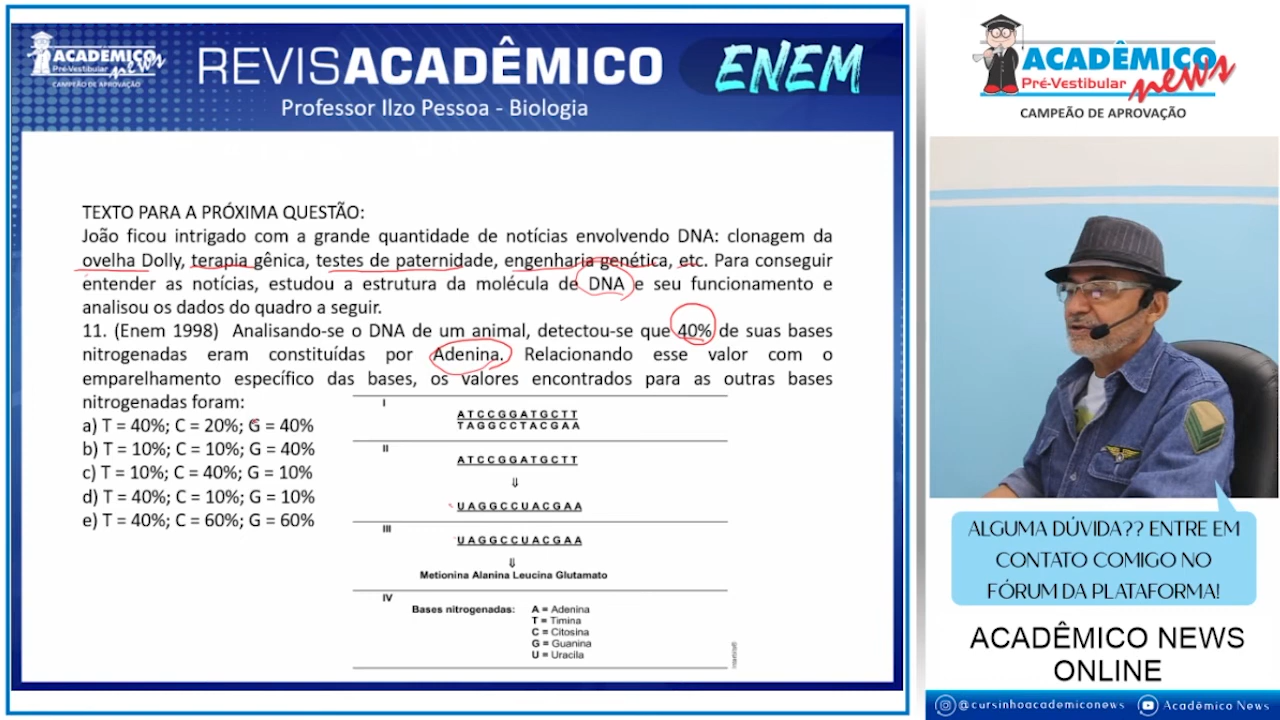 ACADÊMICO
Pré-Vestibular news
CAMPEÃO DE APROVAÇÃO
REVISACADÊMICO
ENEM
Professor Ilzo Pessoa - Biologia
TEXTO PARA A PRÓXIMA QUESTÃO:
João ficou intrigado com a grande quantidade de notícias envolvendo DNA: clonagem da
ovelha Dolly, terapia gênica, testes de paternidade, engenharia genética, etc. Para conseguir
entender as notícias, estudou a estrutura da molécula de DNA e seu funcionamento e
analisou os dados do quadro a seguir.
11. (Enem 1998) Analisando-se o DNA de um animal, detectou-se que 40% de suas bases
nitrogenadas eram constituídas por Adenina. Relacionando esse valor com o
emparelhamento específico das bases, os valores encontrados para as outras bases
nitrogenadas foram:
a) T = 40%; C = 20%; G = 40%
b) T = 10%; C = 10%; G = 40%
c) T = 10%; C = 40%; G = 10%
d) T = 40%; C = 10%; G = 10%
e) T = 40%; C = 60%; G = 60%
I
A T C C G G A T G C T T
T A G G C C T A C G A A
II
A T C C G G A T G C T T
⇓
U A G G C C U A C G A A
III
U A G G C C U A C G A A
⇓
Metionina Alanina Leucina Glutamato
IV
Bases nitrogenadas: A = Adenina
T = Timina
C = Citosina
G = Guanina
U = Uracila
ACADÊMICO
Pré-Vestibular news
CAMPEÃO DE APROVAÇÃO
ALGUMA DÚVIDA?? ENTRE EM
CONTATO COMIGO NO
FÓRUM DA PLATAFORMA!
ACADÊMICO NEWS
ONLINE
@cursinhoacademiconews Acadêmico News